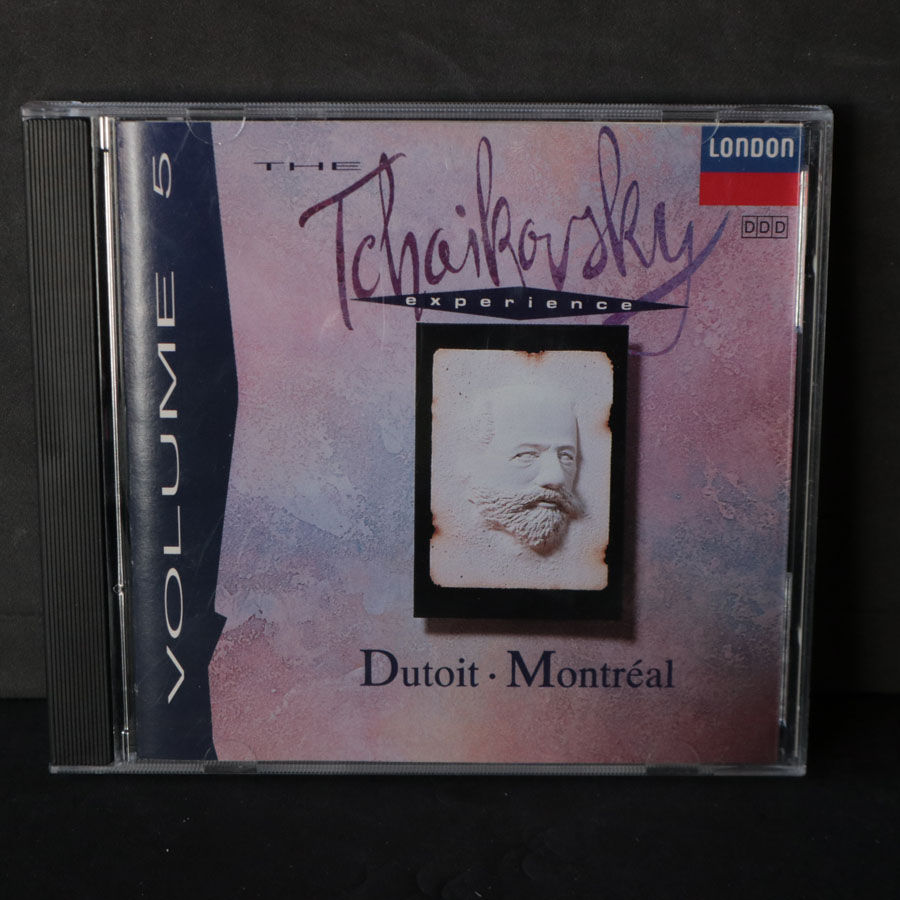 VOLUME 5
THE
Tchaikovsky
experience
LONDON
DDD
Dutoit · Montréal